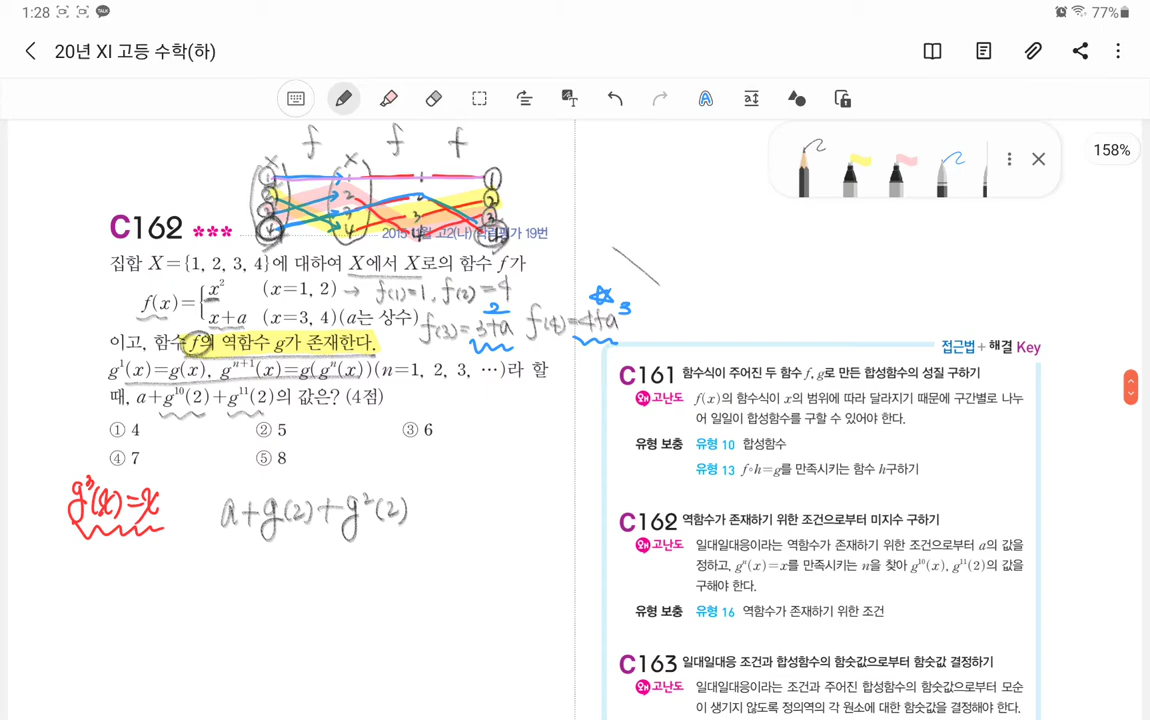 1:28
77%
20년 XI 고등 수학(하)
158%
f f f
X X
1 1 1 1
2 2 2
3 3 3 3
4 4 4
C162 ***
집합 X={1, 2, 3, 4}에 대하여 X에서 X로의 함수 f가
f(x)={x² (x=1, 2) → f(1)=1, f(2)=4
x+a (x=3, 4)(a는 상수) f(3)=3+a f(4)=4+a
2 ☆ 3
이고, 함수 f의 역함수 g가 존재한다.
g¹(x)=g(x), gⁿ⁺¹(x)=g(gⁿ(x))(n=1, 2, 3, …)라 할
때, a+g¹⁰(2)+g¹¹(2)의 값은? (4점)
① 4 ② 5 ③ 6
④ 7 ⑤ 8
g³(x)=x a+g(2)+g²(2)
접근법+해결 Key
C161 함수식이 주어진 두 함수 f, g로 만든 합성함수의 성질 구하기
왜 고난도 f(x)의 함수식이 x의 범위에 따라 달라지기 때문에 구간별로 나누
어 일일이 합성함수를 구할 수 있어야 한다.
유형 보충 유형 10 합성함수
유형 13 f∘h=g를 만족시키는 함수 h구하기
C162 역함수가 존재하기 위한 조건으로부터 미지수 구하기
왜 고난도 일대일대응이라는 역함수가 존재하기 위한 조건으로부터 a의 값을
정하고, gⁿ(x)=x를 만족시키는 n을 찾아 g¹⁰(x), g¹¹(2)의 값을
구해야 한다.
유형 보충 유형 16 역함수가 존재하기 위한 조건
C163 일대일대응 조건과 합성함수의 함숫값으로부터 함숫값 결정하기
왜 고난도 일대일대응이라는 조건과 주어진 합성함수의 함숫값으로부터 모순
이 생기지 않도록 정의역의 각 원소에 대한 함숫값을 결정해야 한다.